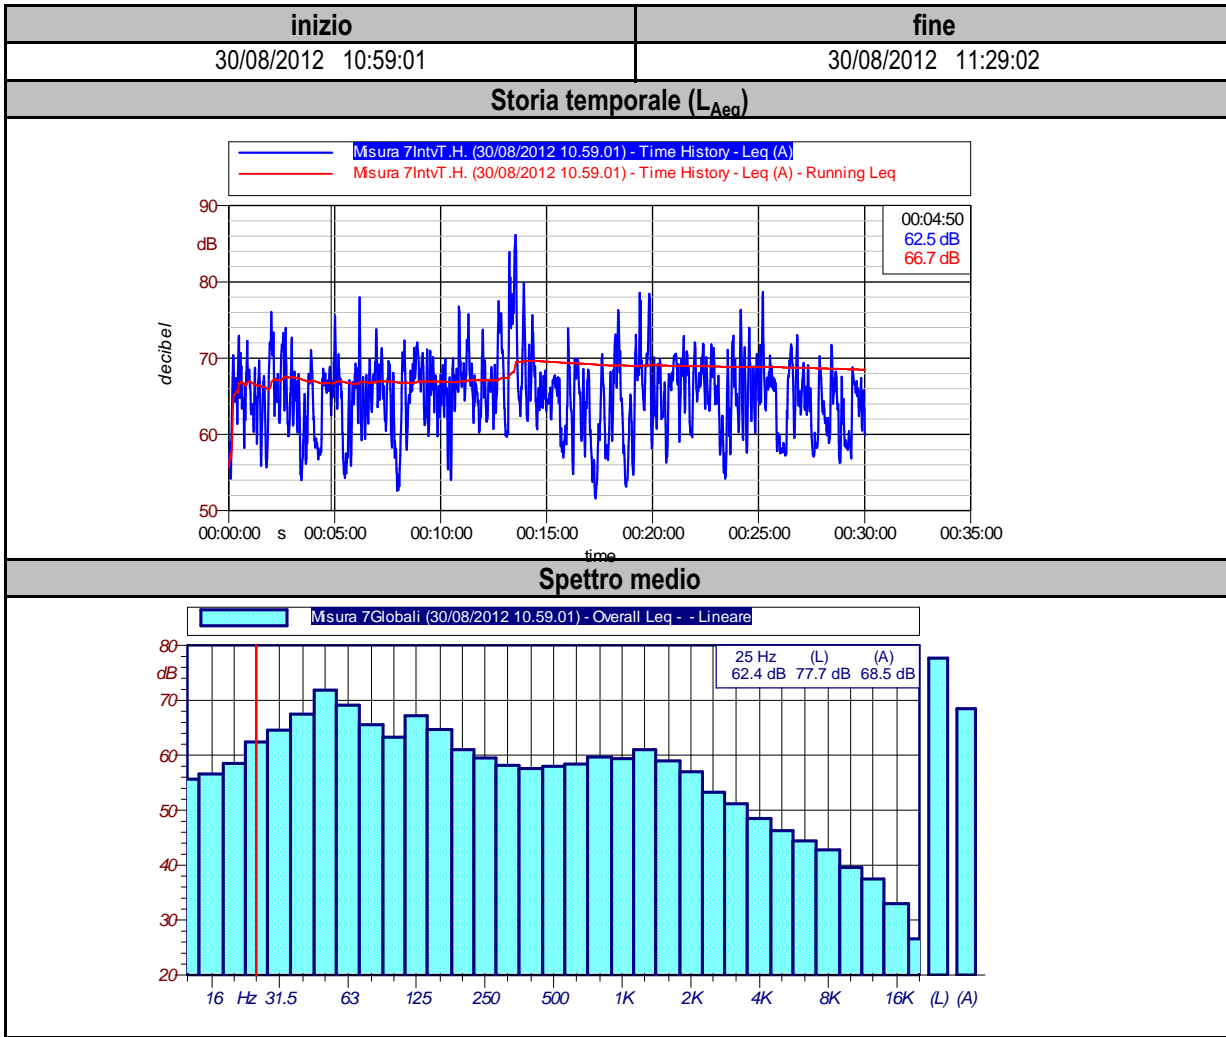 inizio fine
30/08/2012 10:59:01 30/08/2012 11:29:02
Storia temporale (LAeq)
Misura 7IntvT.H. (30/08/2012 10.59.01) - Time History - Leq (A)
Misura 7IntvT.H. (30/08/2012 10.59.01) - Time History - Leq (A) - Running Leq
90
dB
80
70
60
50
decibel
00:04:50
62.5 dB
66.7 dB
00:00:00 s 00:05:00 00:10:00 00:15:00 00:20:00 00:25:00 00:30:00 00:35:00
time
Spettro medio
Misura 7Globali (30/08/2012 10.59.01) - Overall Leq - - Lineare
80
dB
70
60
50
40
30
20
25 Hz (L) (A)
62.4 dB 77.7 dB 68.5 dB
16 Hz 31.5 63 125 250 500 1K 2K 4K 8K 16K (L) (A)